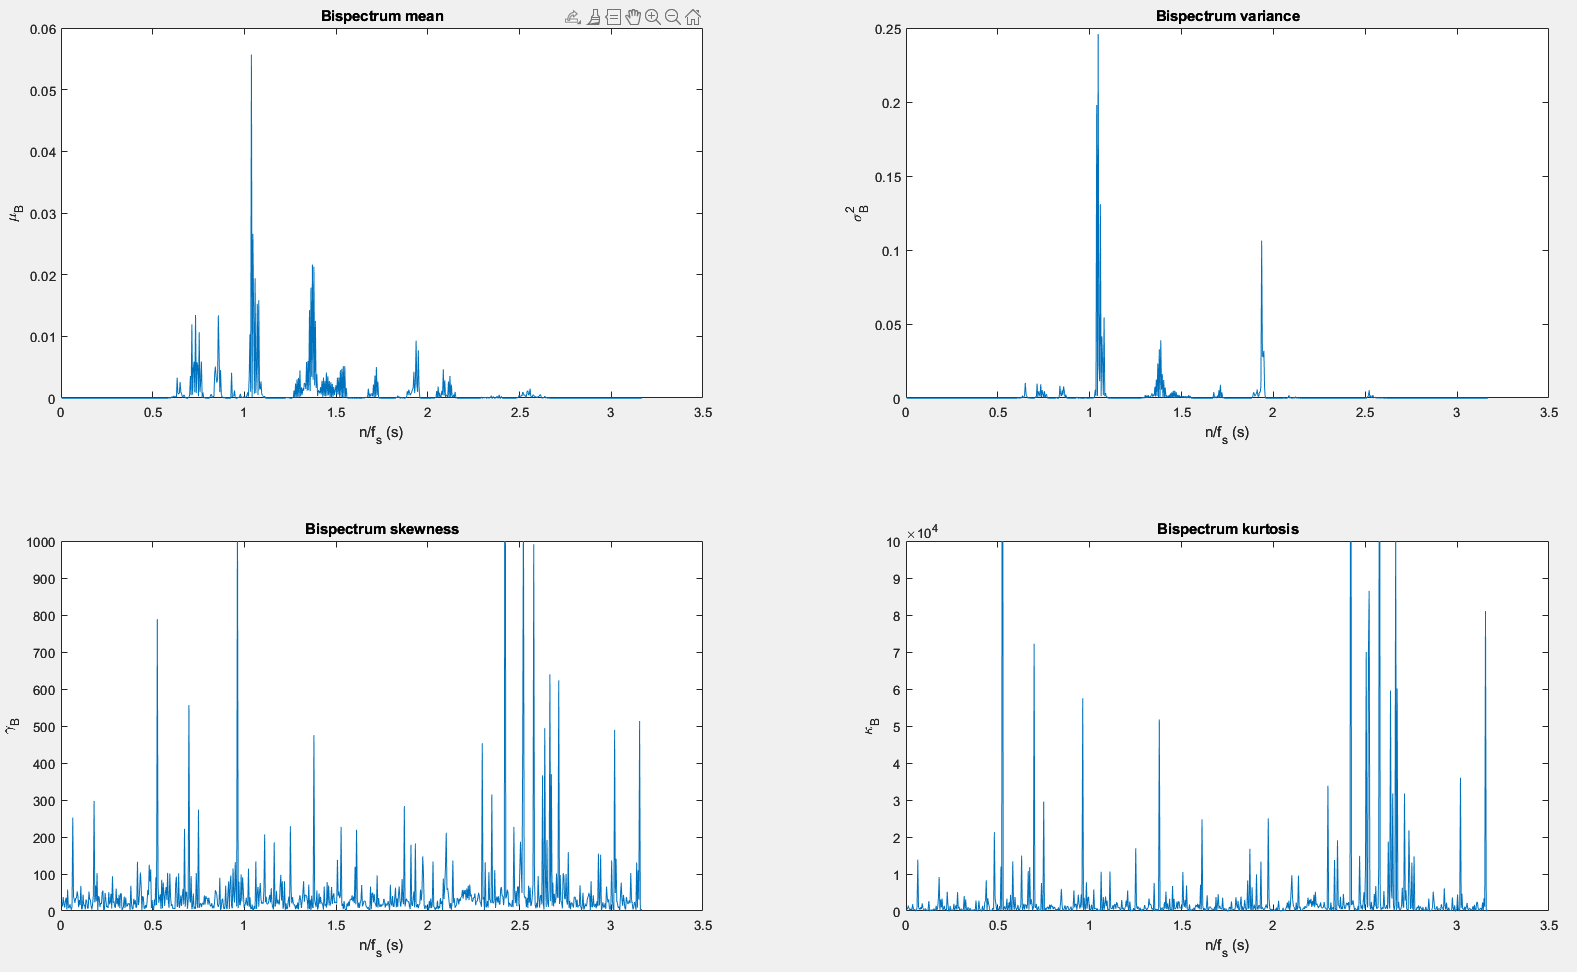 Bispectrum mean
0.06
0.05
0.04
0.03
0.02
0.01
0
μB
0 0.5 1 1.5 2 2.5 3 3.5
n/fs (s)
Bispectrum variance
0.25
0.2
0.15
0.1
0.05
0
σ2B
0 0.5 1 1.5 2 2.5 3 3.5
n/fs (s)
Bispectrum skewness
1000
900
800
700
600
500
400
300
200
100
0
γB
0 0.5 1 1.5 2 2.5 3 3.5
n/fs (s)
Bispectrum kurtosis
×104
10
9
8
7
6
5
4
3
2
1
0
κB
0 0.5 1 1.5 2 2.5 3 3.5
n/fs (s)